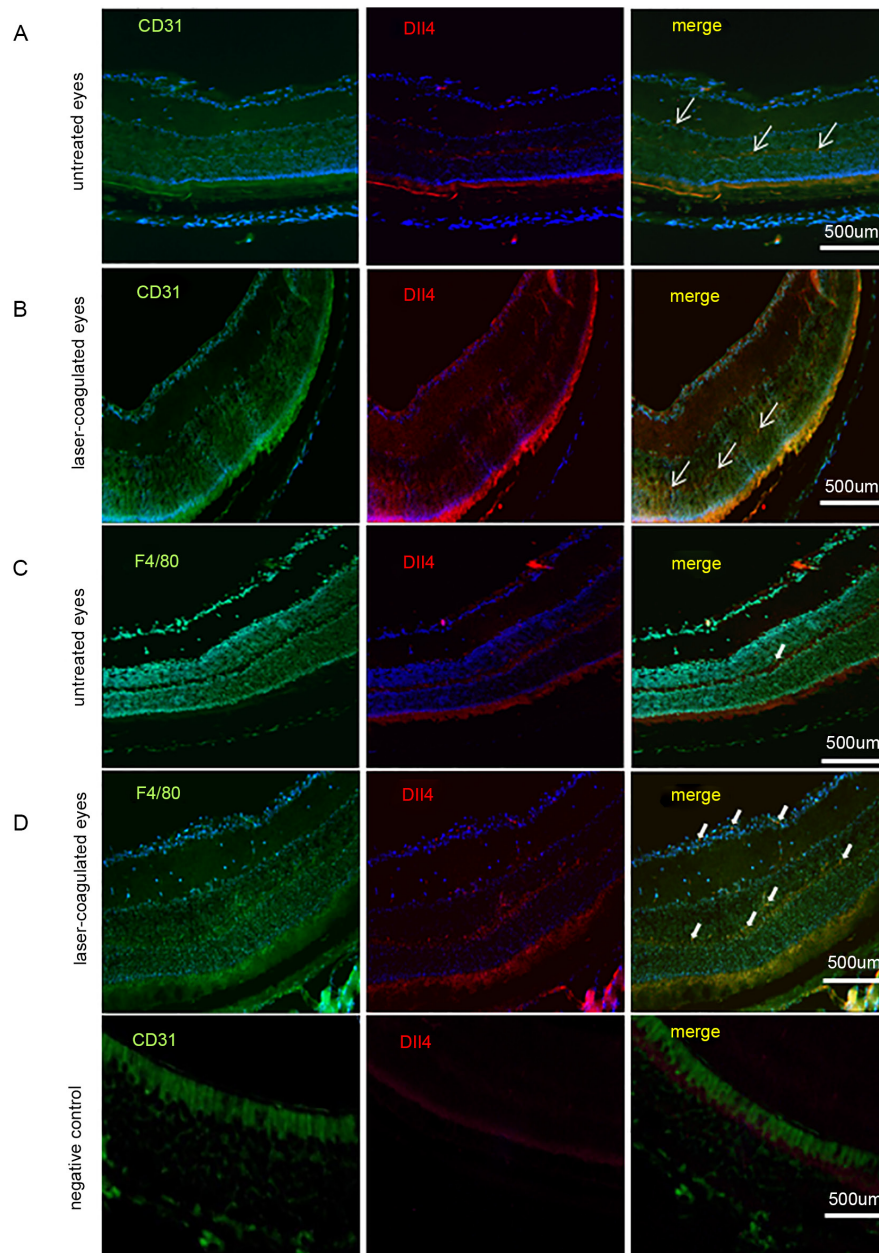 A
untreated eyes
CD31
Dll4
merge
500um
B
laser-coagulated eyes
CD31
Dll4
merge
500um
C
untreated eyes
F4/80
Dll4
merge
500um
D
laser-coagulated eyes
F4/80
Dll4
merge
500um
negative control
CD31
Dll4
merge
500um